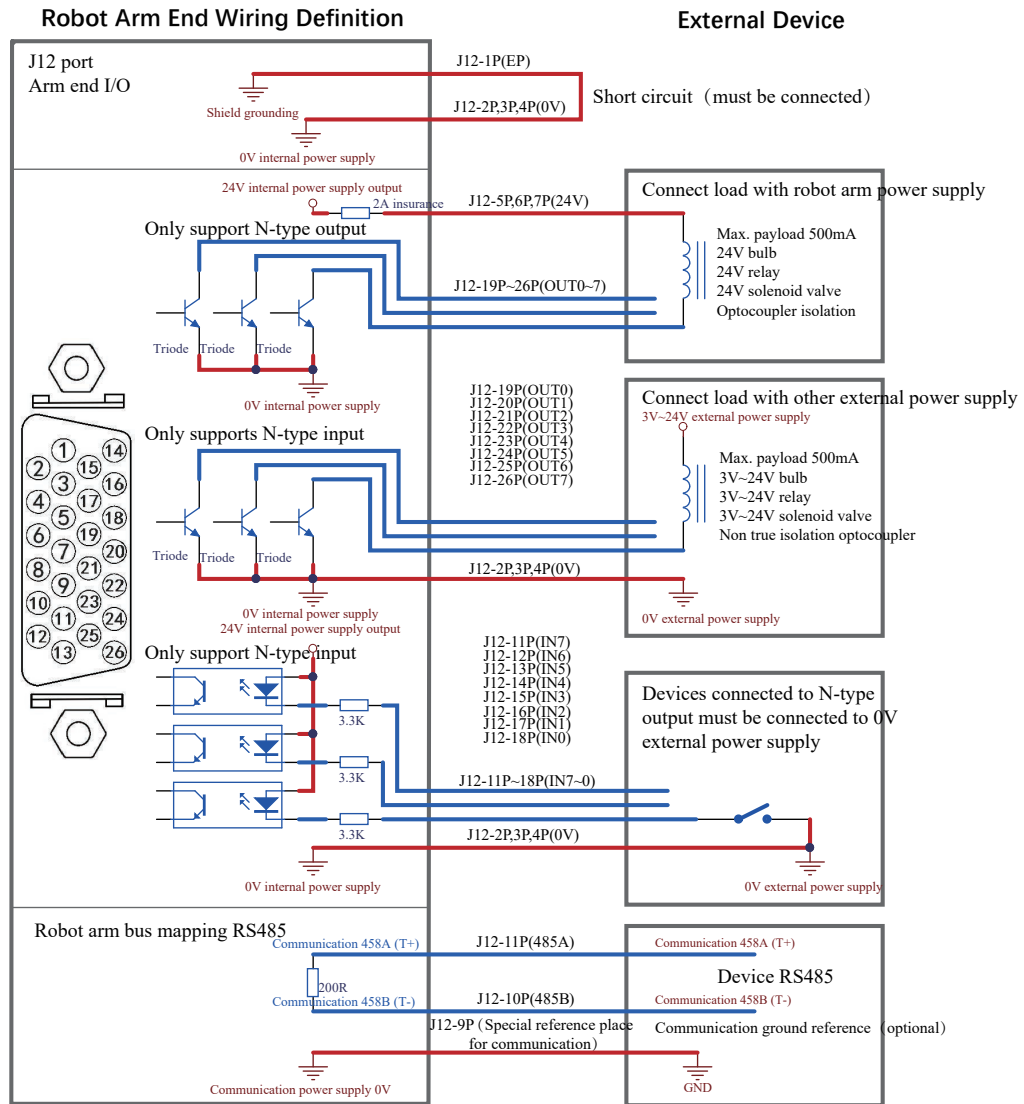 Robot Arm End Wiring Definition
External Device
J12 port
Arm end I/O
J12-1P(EP)
Shield grounding
J12-2P,3P,4P(0V)
0V internal power supply
Short circuit（must be connected）
24V internal power supply output
2A insurance
J12-5P,6P,7P(24V)
Only support N-type output
J12-19P~26P(OUT0~7)
Triode
Triode
Triode
0V internal power supply
Connect load with robot arm power supply
Max. payload 500mA
24V bulb
24V relay
24V solenoid valve
Optocoupler isolation
J12-19P(OUT0)
J12-20P(OUT1)
J12-21P(OUT2)
J12-22P(OUT3)
J12-23P(OUT4)
J12-24P(OUT5)
J12-25P(OUT6)
J12-26P(OUT7)
Only supports N-type input
Triode
Triode
Triode
J12-2P,3P,4P(0V)
0V internal power supply
Connect load with other external power supply
3V~24V external power supply
Max. payload 500mA
3V~24V bulb
3V~24V relay
3V~24V solenoid valve
Non true isolation optocoupler
0V external power supply
1
2
3
4
5
6
7
8
9
10
11
12
13
14
15
16
17
18
19
20
21
22
23
24
25
26
24V internal power supply output
Only support N-type input
3.3K
3.3K
3.3K
J12-11P(IN7)
J12-12P(IN6)
J12-13P(IN5)
J12-14P(IN4)
J12-15P(IN3)
J12-16P(IN2)
J12-17P(IN1)
J12-18P(IN0)
J12-11P~18P(IN7~0)
J12-2P,3P,4P(0V)
0V internal power supply
Devices connected to N-type
output must be connected to 0V
external power supply
0V external power supply
Robot arm bus mapping RS485
Communication 458A (T+)
J12-11P(485A)
Communication 458A (T+)
200R
Device RS485
Communication 458B (T-)
J12-10P(485B)
Communication 458B (T-)
J12-9P（Special reference place
for communication）
Communication ground reference（optional）
Communication power supply 0V
GND